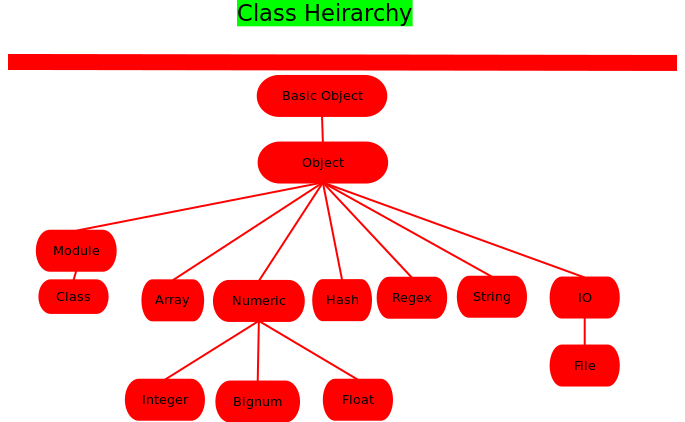 Class Heirarchy
Basic Object
Object
Module
Class
Array
Numeric
Hash
Regex
String
IO
File
Integer
Bignum
Float